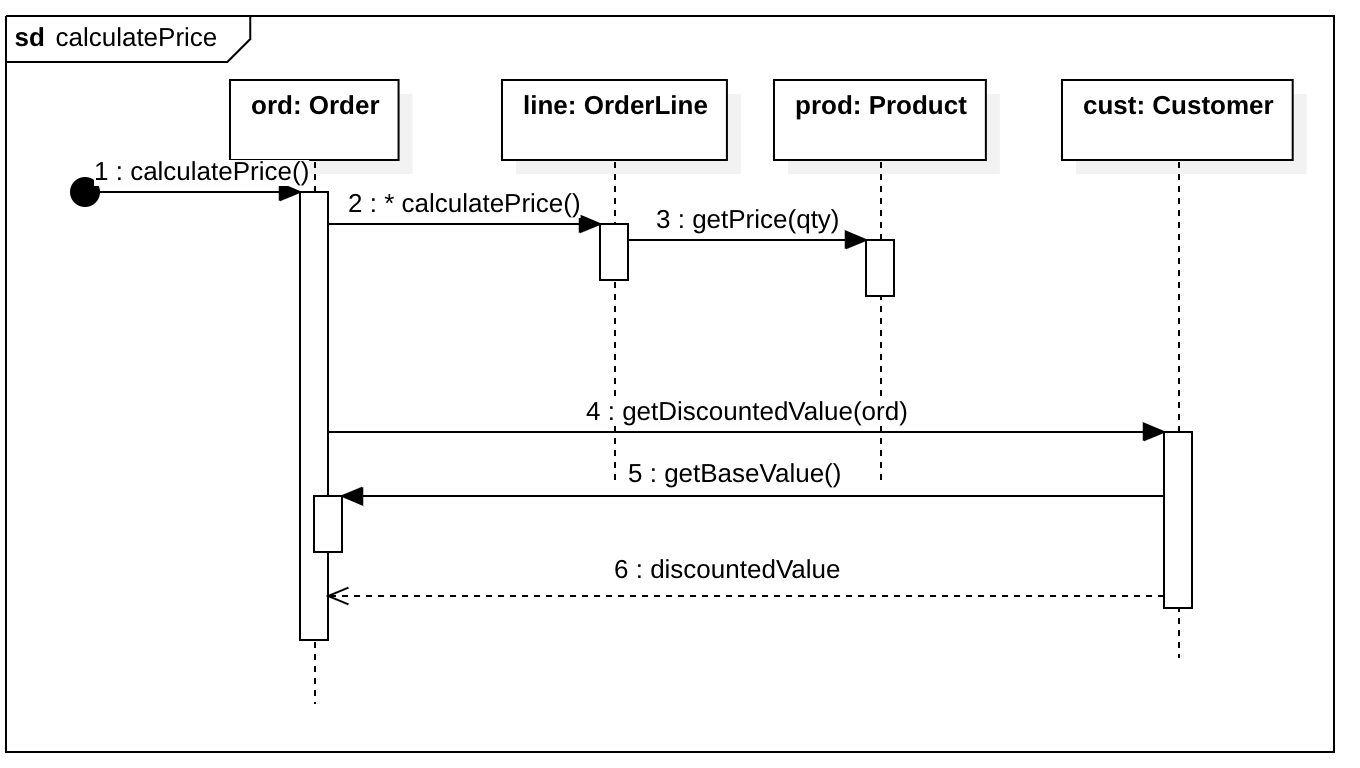 sd calculatePrice
ord: Order
line: OrderLine
prod: Product
cust: Customer
1 : calculatePrice()
2 : * calculatePrice()
3 : getPrice(qty)
4 : getDiscountedValue(ord)
5 : getBaseValue()
6 : discountedValue